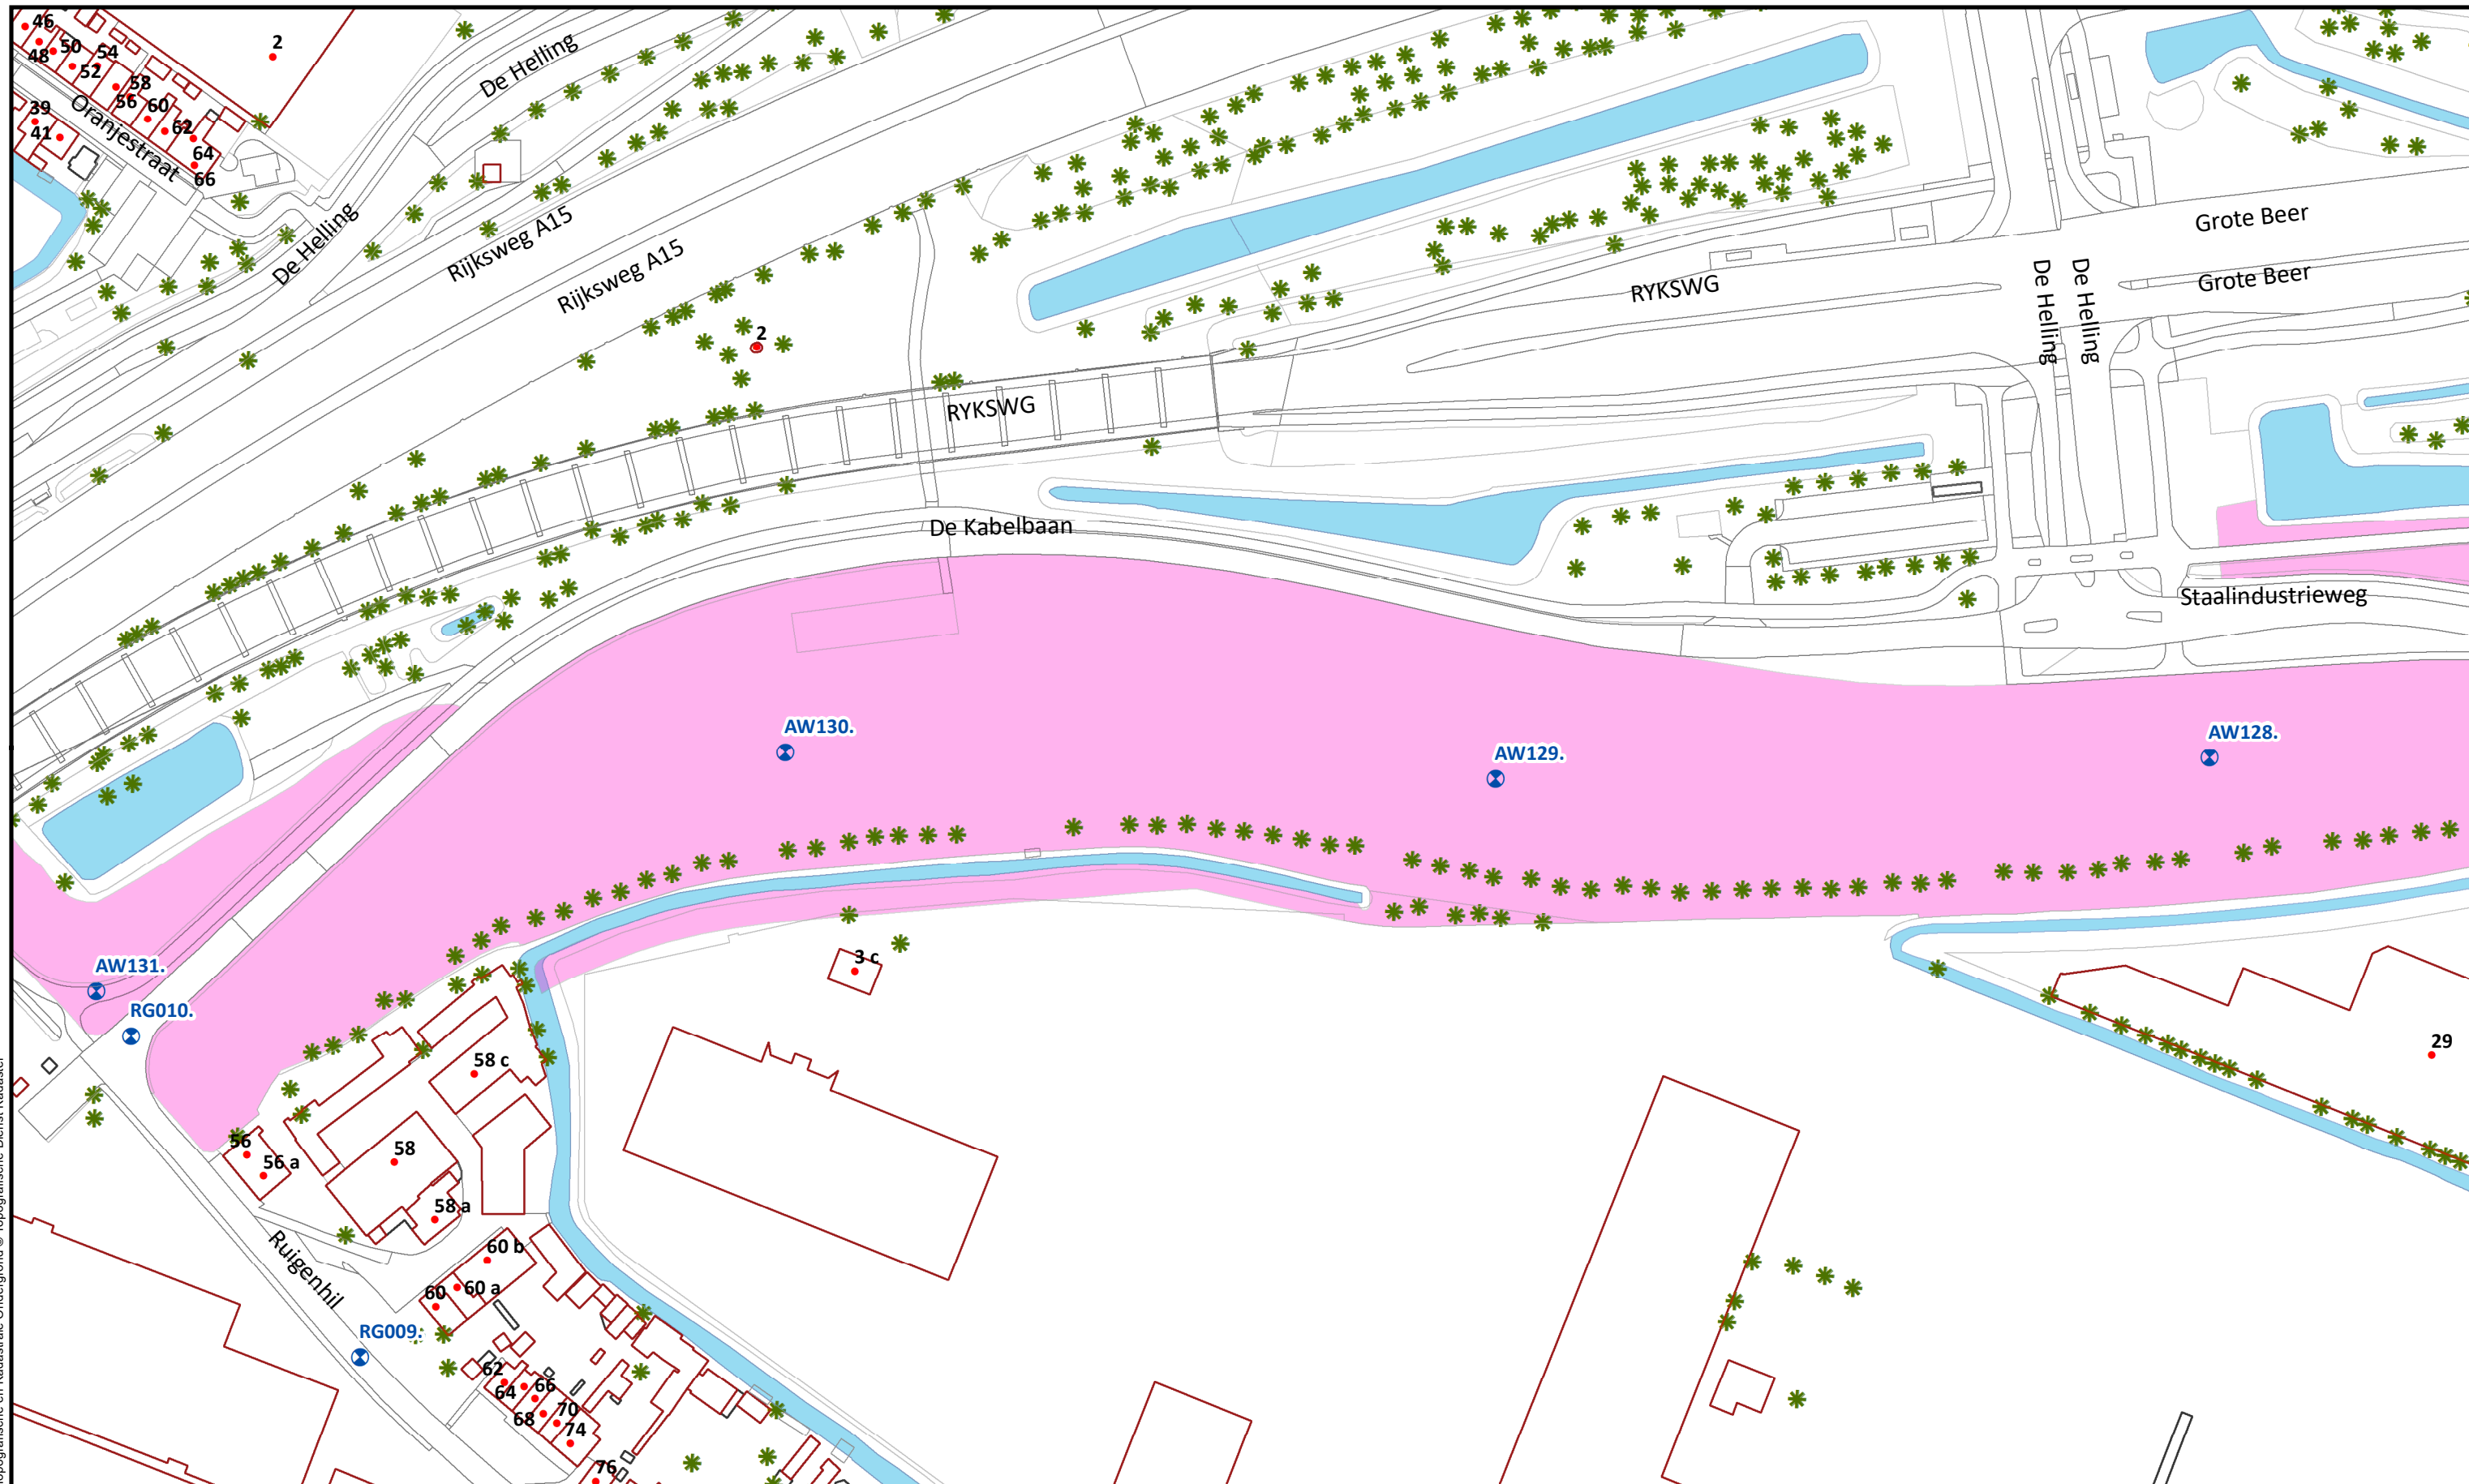 46
48
50
54
52
58
56
60
62
64
66
39
41
Oranjestraat
2
De Helling
De Helling
Rijksweg A15
Rijksweg A15
2
RYKSWG
RYKSWG
Grote Beer
Grote Beer
De Helling
De Helling
De Kabelbaan
Staalindustrieweg
AW130.
AW129.
AW128.
AW131.
RG010.
3 c
29
58 c
56
56 a
58
58 a
60 b
60 a
60
Ruigenhil
RG009.
62
64
66
68
70
74
76